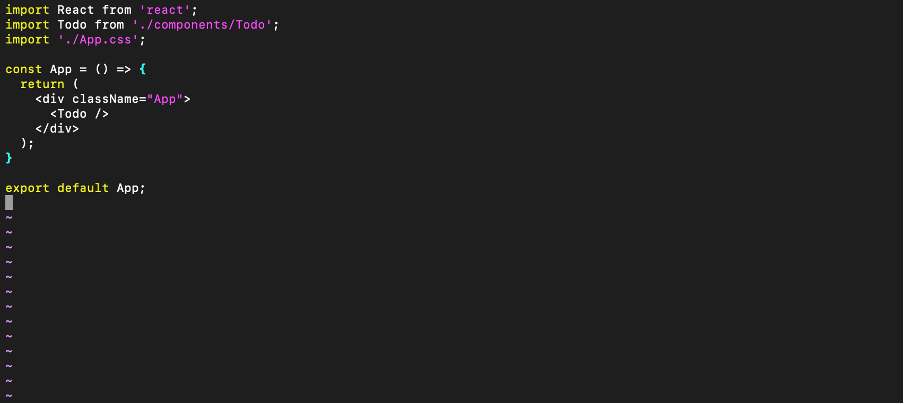 import React from 'react';
import Todo from './components/Todo';
import './App.css';

const App = () => {
  return (
    <div className="App">
      <Todo />
    </div>
  );
}

export default App;

~
~
~
~
~
~
~
~
~
~
~
~
~